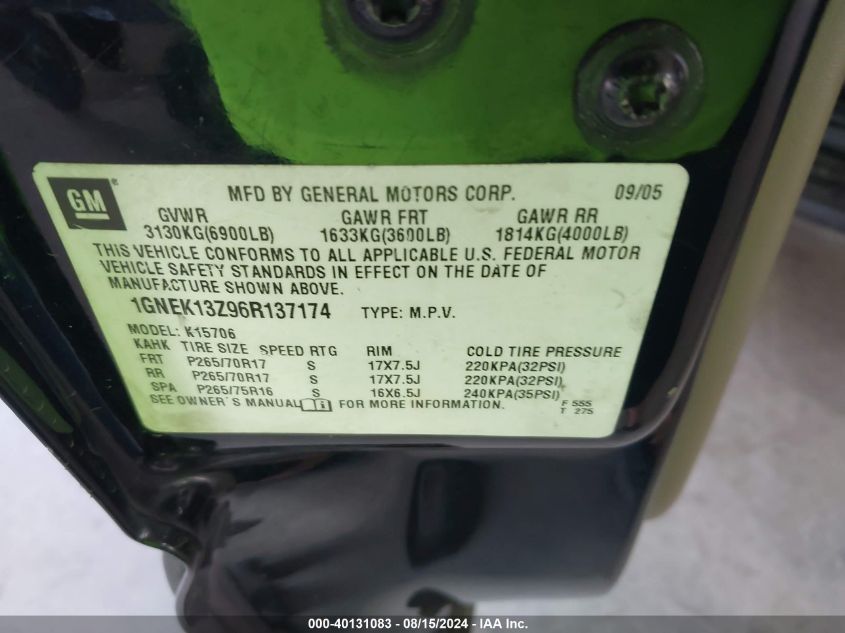 GM ®
MFD BY GENERAL MOTORS CORP. 09/05
GVWR GAWR FRT GAWR RR
3130KG(6900LB) 1633KG(3600LB) 1814KG(4000LB)
THIS VEHICLE CONFORMS TO ALL APPLICABLE U.S. FEDERAL MOTOR
VEHICLE SAFETY STANDARDS IN EFFECT ON THE DATE OF
MANUFACTURE SHOWN ABOVE.
1GNEK13Z96R137174 TYPE: M.P.V.
MODEL: K15706
KAHK TIRE SIZE SPEED RTG RIM COLD TIRE PRESSURE
FRT P265/70R17 S 17X7.5J 220KPA(32PSI)
RR P265/70R17 S 17X7.5J 220KPA(32PSI)
SPA P265/75R16 S 16X6.5J 240KPA(35PSI)
SEE OWNER'S MANUAL FOR MORE INFORMATION. F 555
T 275
000-40131083 - 08/15/2024 - IAA Inc.